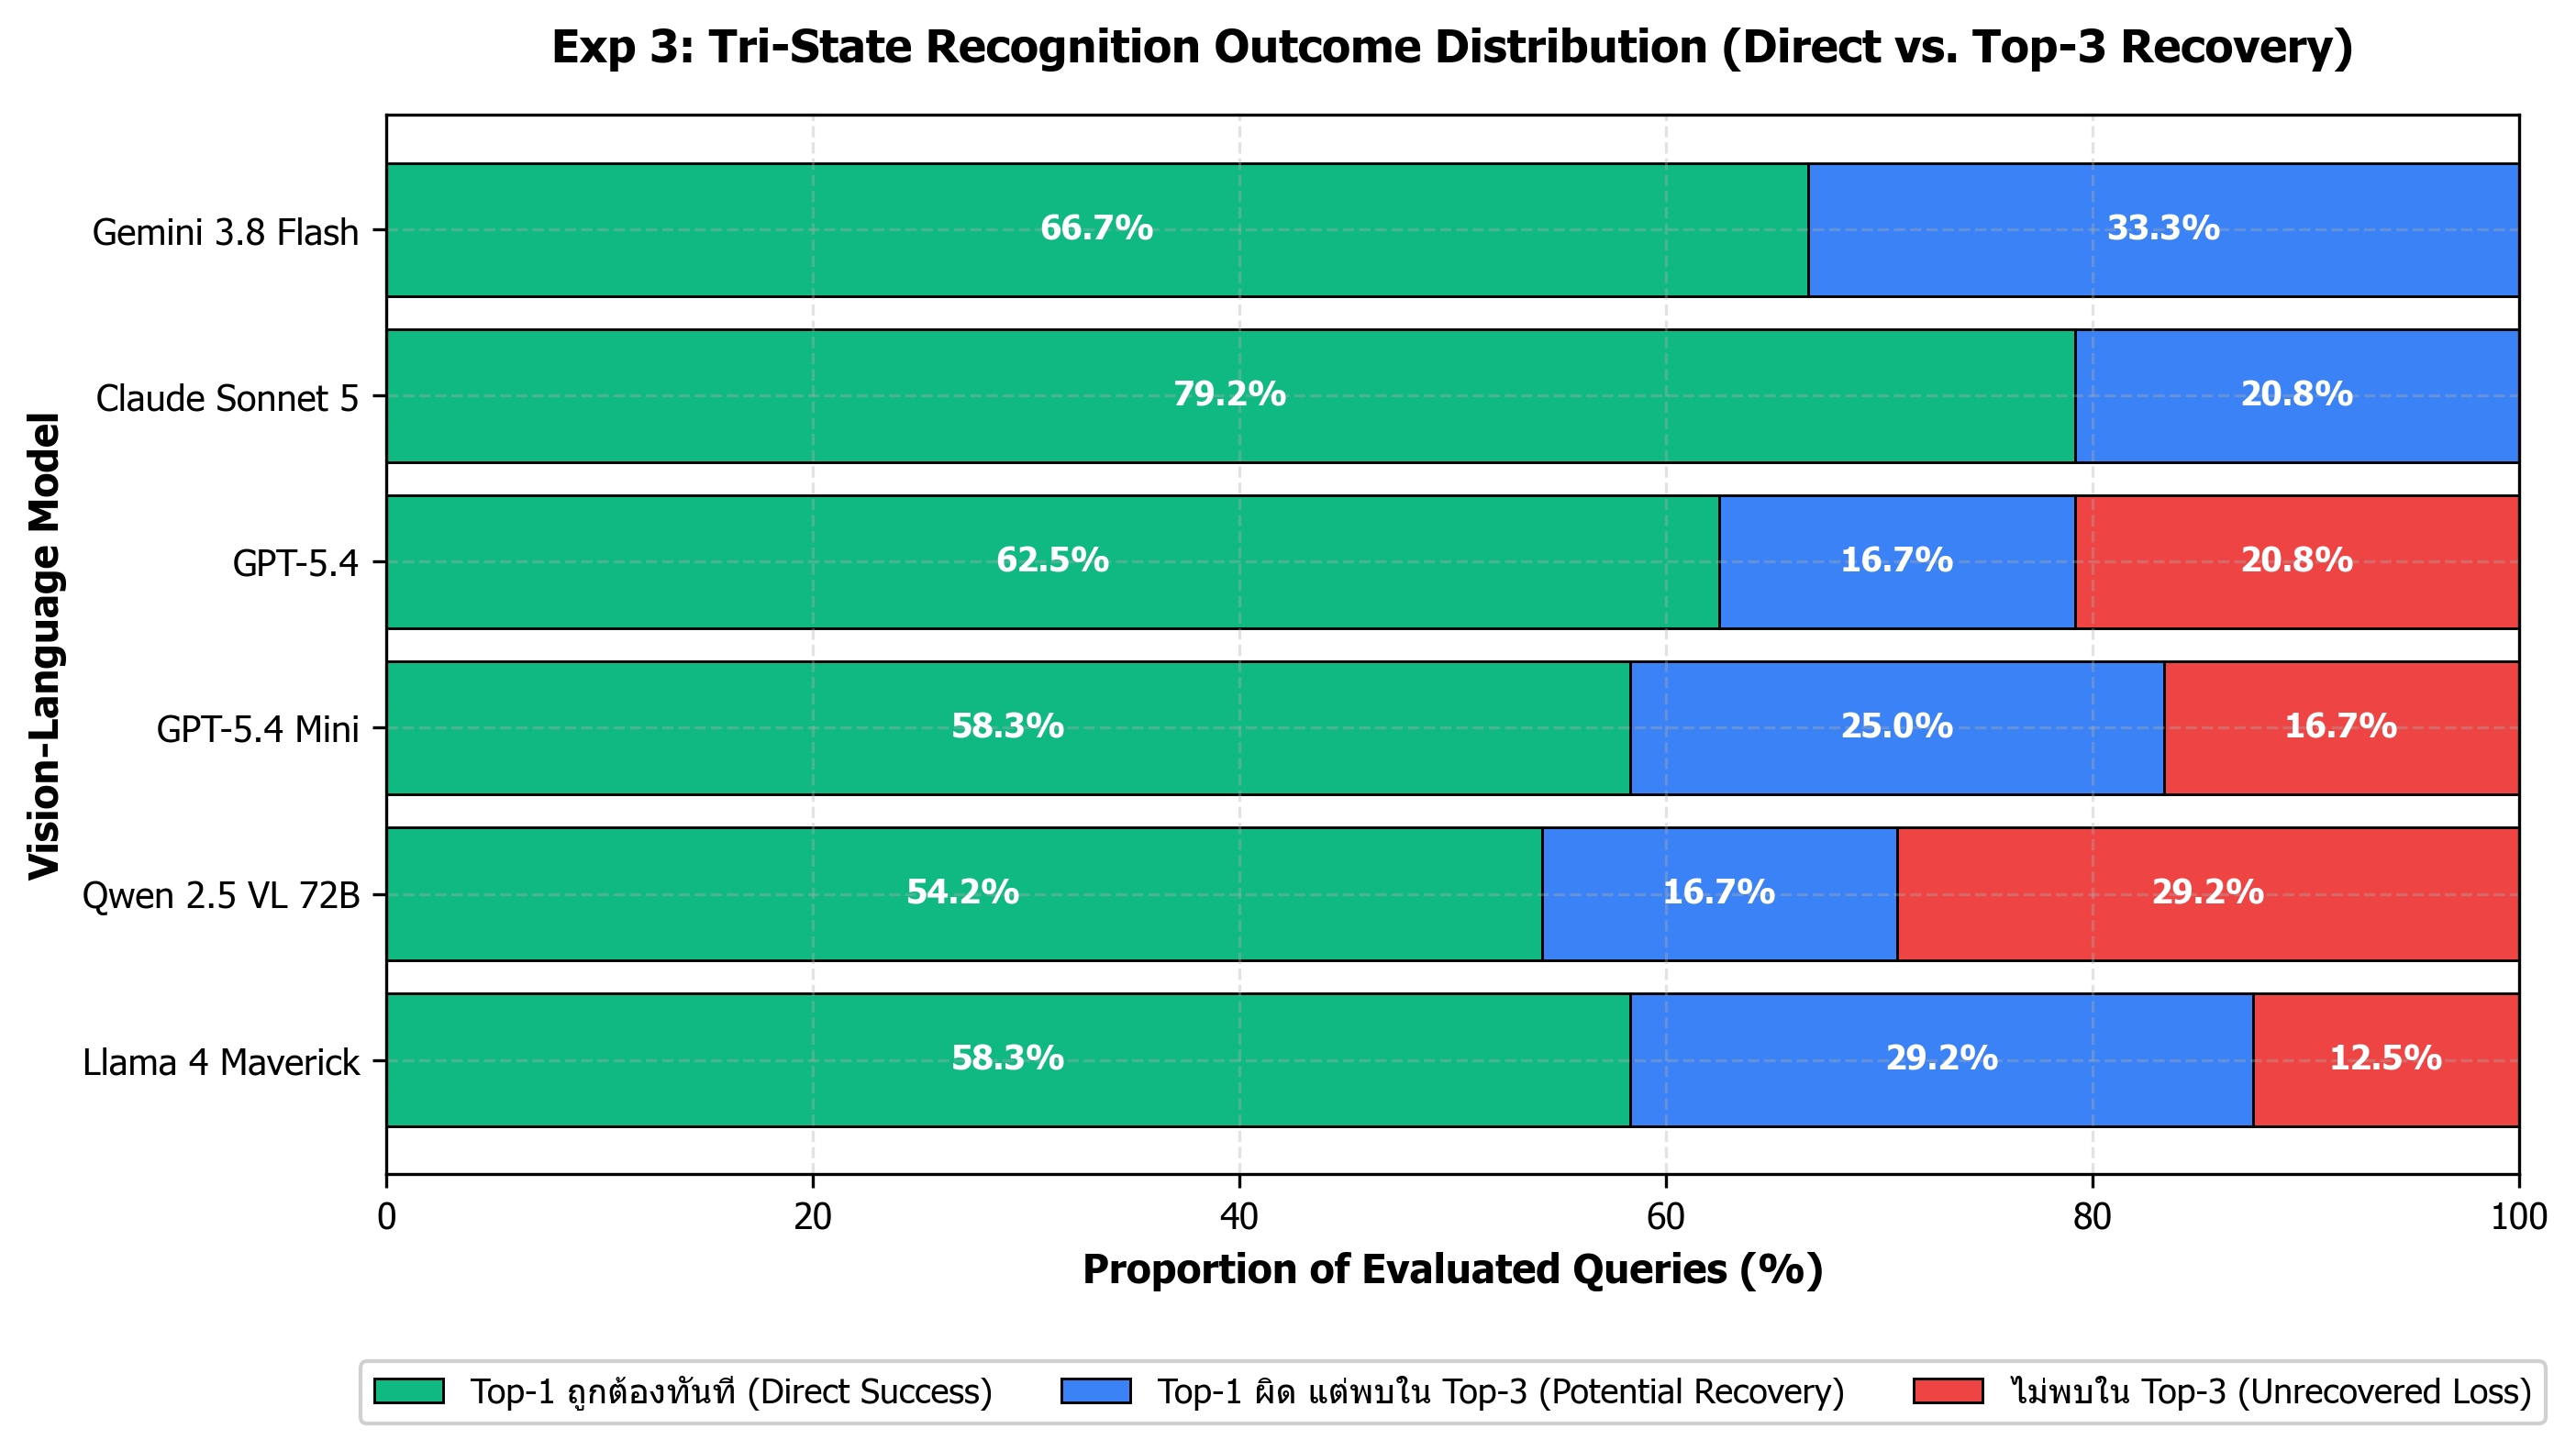 Exp 3: Tri-State Recognition Outcome Distribution (Direct vs. Top-3 Recovery)
Vision-Language Model
Gemini 3.8 Flash 66.7% 33.3%
Claude Sonnet 5 79.2% 20.8%
GPT-5.4 62.5% 16.7% 20.8%
GPT-5.4 Mini 58.3% 25.0% 16.7%
Qwen 2.5 VL 72B 54.2% 16.7% 29.2%
Llama 4 Maverick 58.3% 29.2% 12.5%
0 20 40 60 80 100
Proportion of Evaluated Queries (%)
Top-1 ถูกต้องทันที (Direct Success) Top-1 ผิด แต่พบใน Top-3 (Potential Recovery) ไม่พบใน Top-3 (Unrecovered Loss)